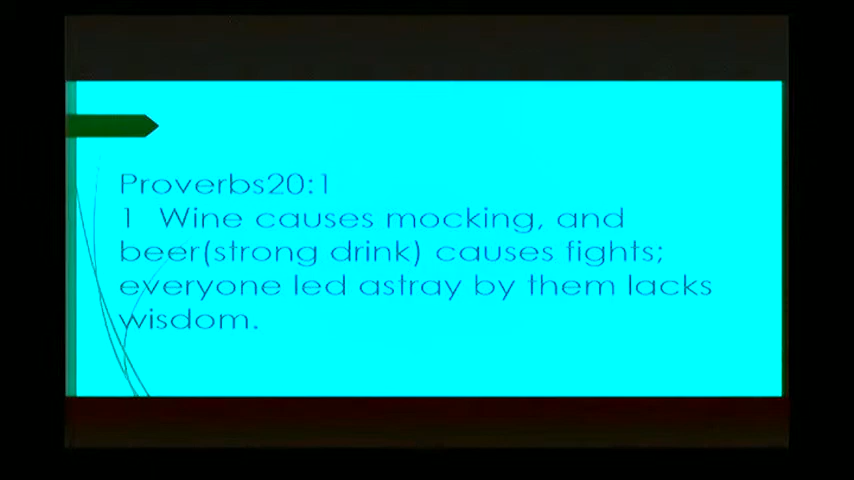 Proverbs20:1
1 Wine causes mocking, and
beer(strong drink) causes fights;
everyone led astray by them lacks
wisdom.